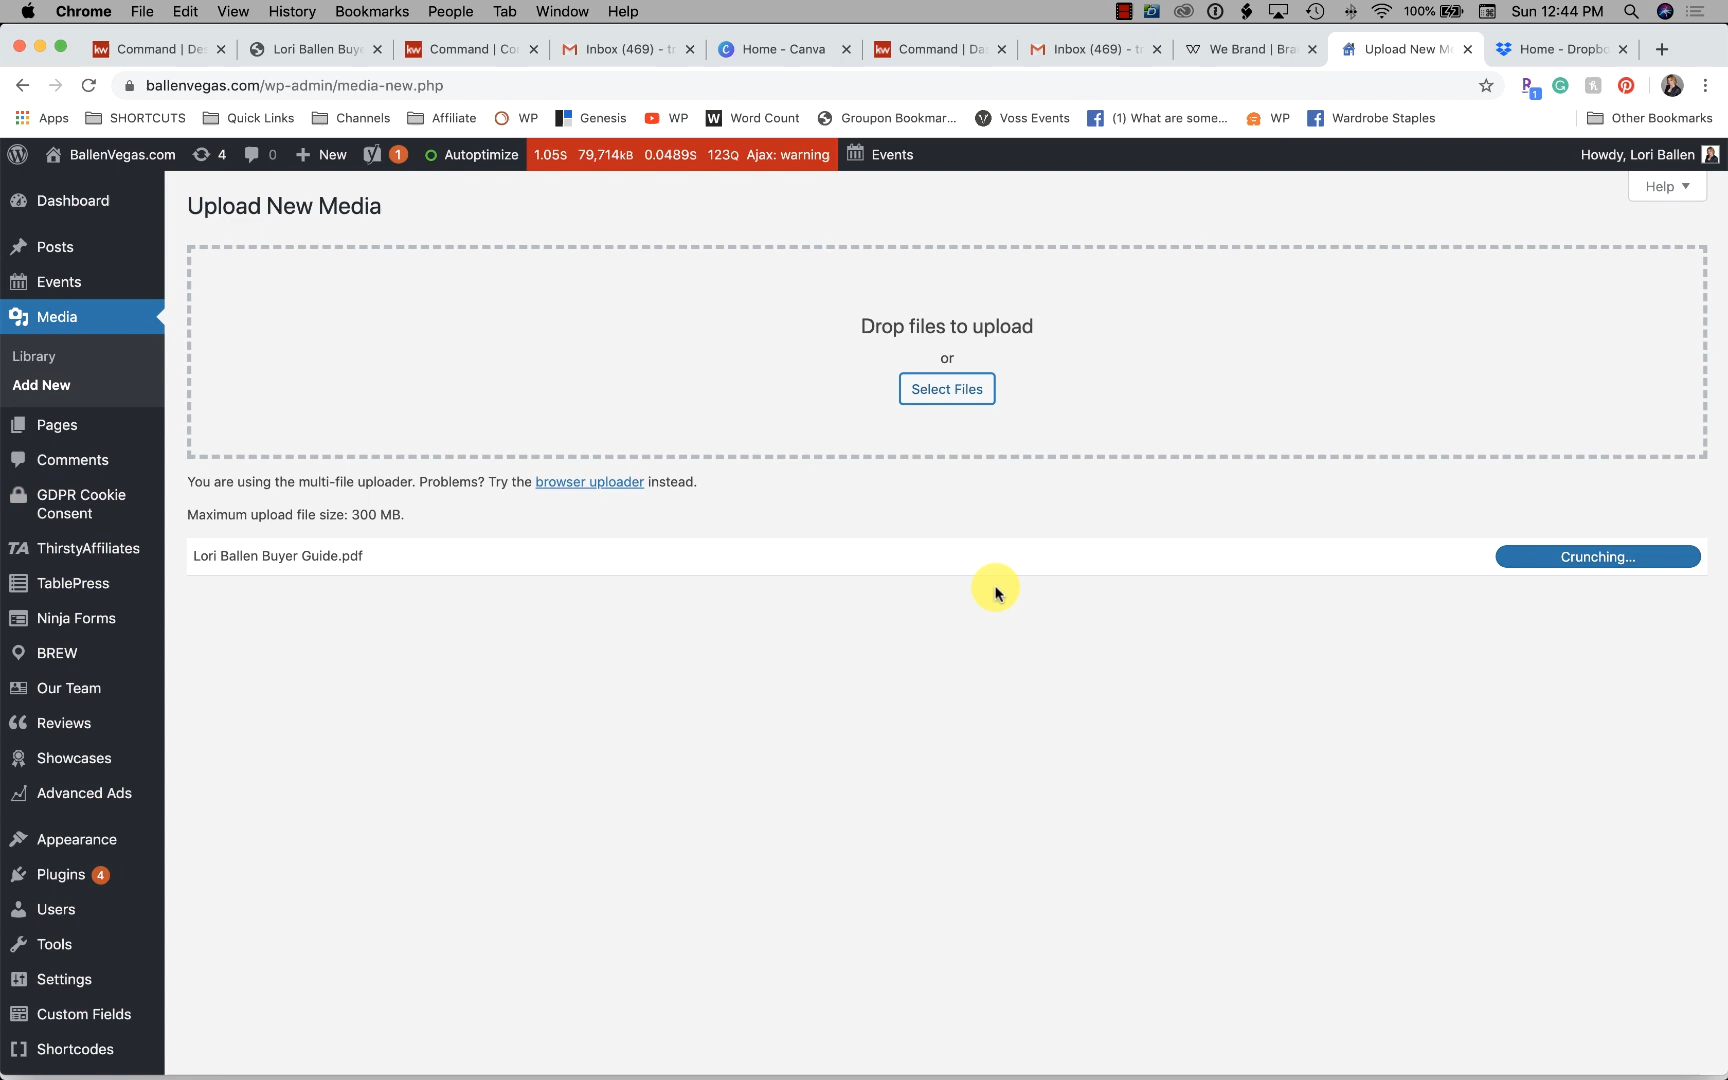 Chrome File Edit View History Bookmarks People Tab Window Help 100% Sun 12:44 PM
kw Command | De Lori Ballen Buye kw Command | Co Inbox (469) - t Home - Canva kw Command | Da Inbox (469) - t We Brand | Bra Upload New M Home - Dropbo
ballenvegas.com/wp-admin/media-new.php 1
Apps SHORTCUTS Quick Links Channels Affiliate WP Genesis WP W Word Count Groupon Bookmar... Voss Events (1) What are some... WP Wardrobe Staples Other Bookmarks
BallenVegas.com 4 0 New 1 Autoptimize 1.05s 79,714kB 0.0489s 123Q Ajax: warning Events Howdy, Lori Ballen
Help
Upload New Media
Dashboard
Posts
Events
Media
Library
Add New
Pages
Comments
GDPR Cookie
Consent
TA ThirstyAffiliates
TablePress
Ninja Forms
BREW
Our Team
Reviews
Showcases
Advanced Ads
Appearance
Plugins 4
Users
Tools
Settings
Custom Fields
Shortcodes
Drop files to upload
or
Select Files
You are using the multi-file uploader. Problems? Try the browser uploader instead.
Maximum upload file size: 300 MB.
Lori Ballen Buyer Guide.pdf Crunching...